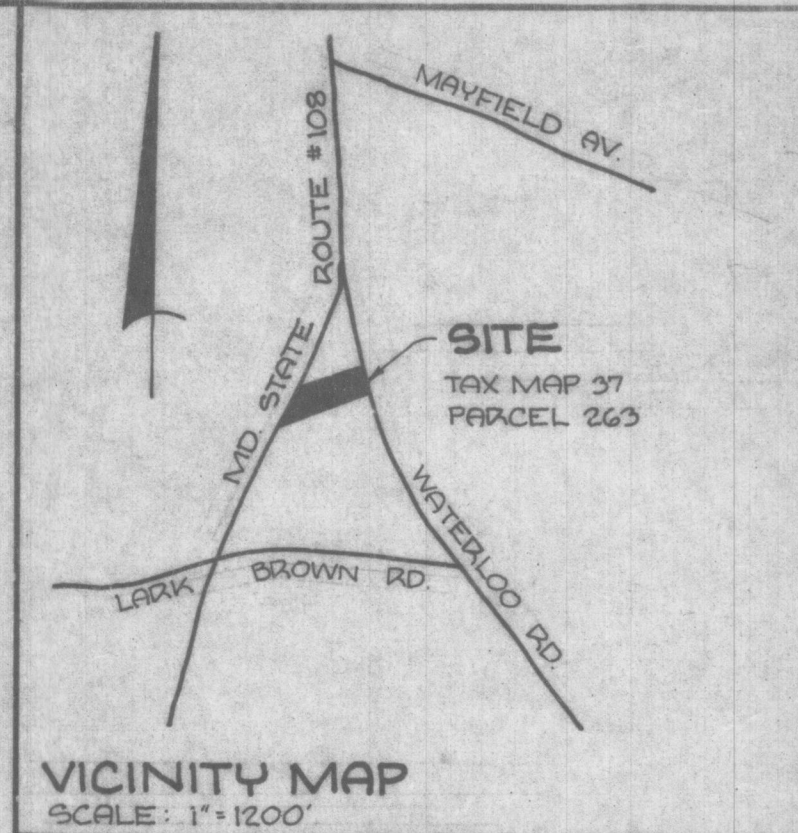 MAYFIELD AV.
MD. STATE ROUTE #108
SITE
TAX MAP 37
PARCEL 263
WATERLOO RD.
LARK BROWN RD.
VICINITY MAP
SCALE: 1"=1200'